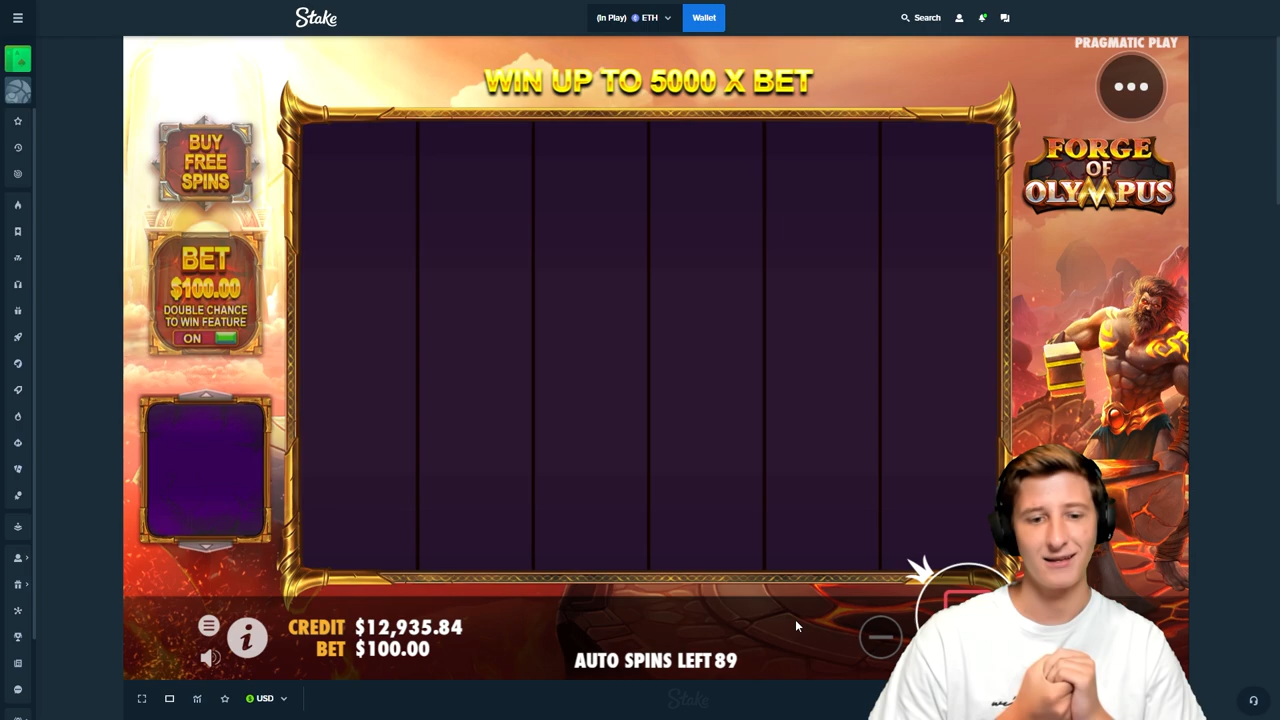 Stake
(In Play) ETH
Wallet
Search
PRAGMATIC PLAY
WIN UP TO 5000 X BET
BUY
FREE
SPINS
FORGE
OF
OLYMPUS
BET
$100.00
DOUBLE CHANCE
TO WIN FEATURE
ON
CREDIT $12,935.84
BET $100.00
AUTO SPINS LEFT 89
USD
Stake